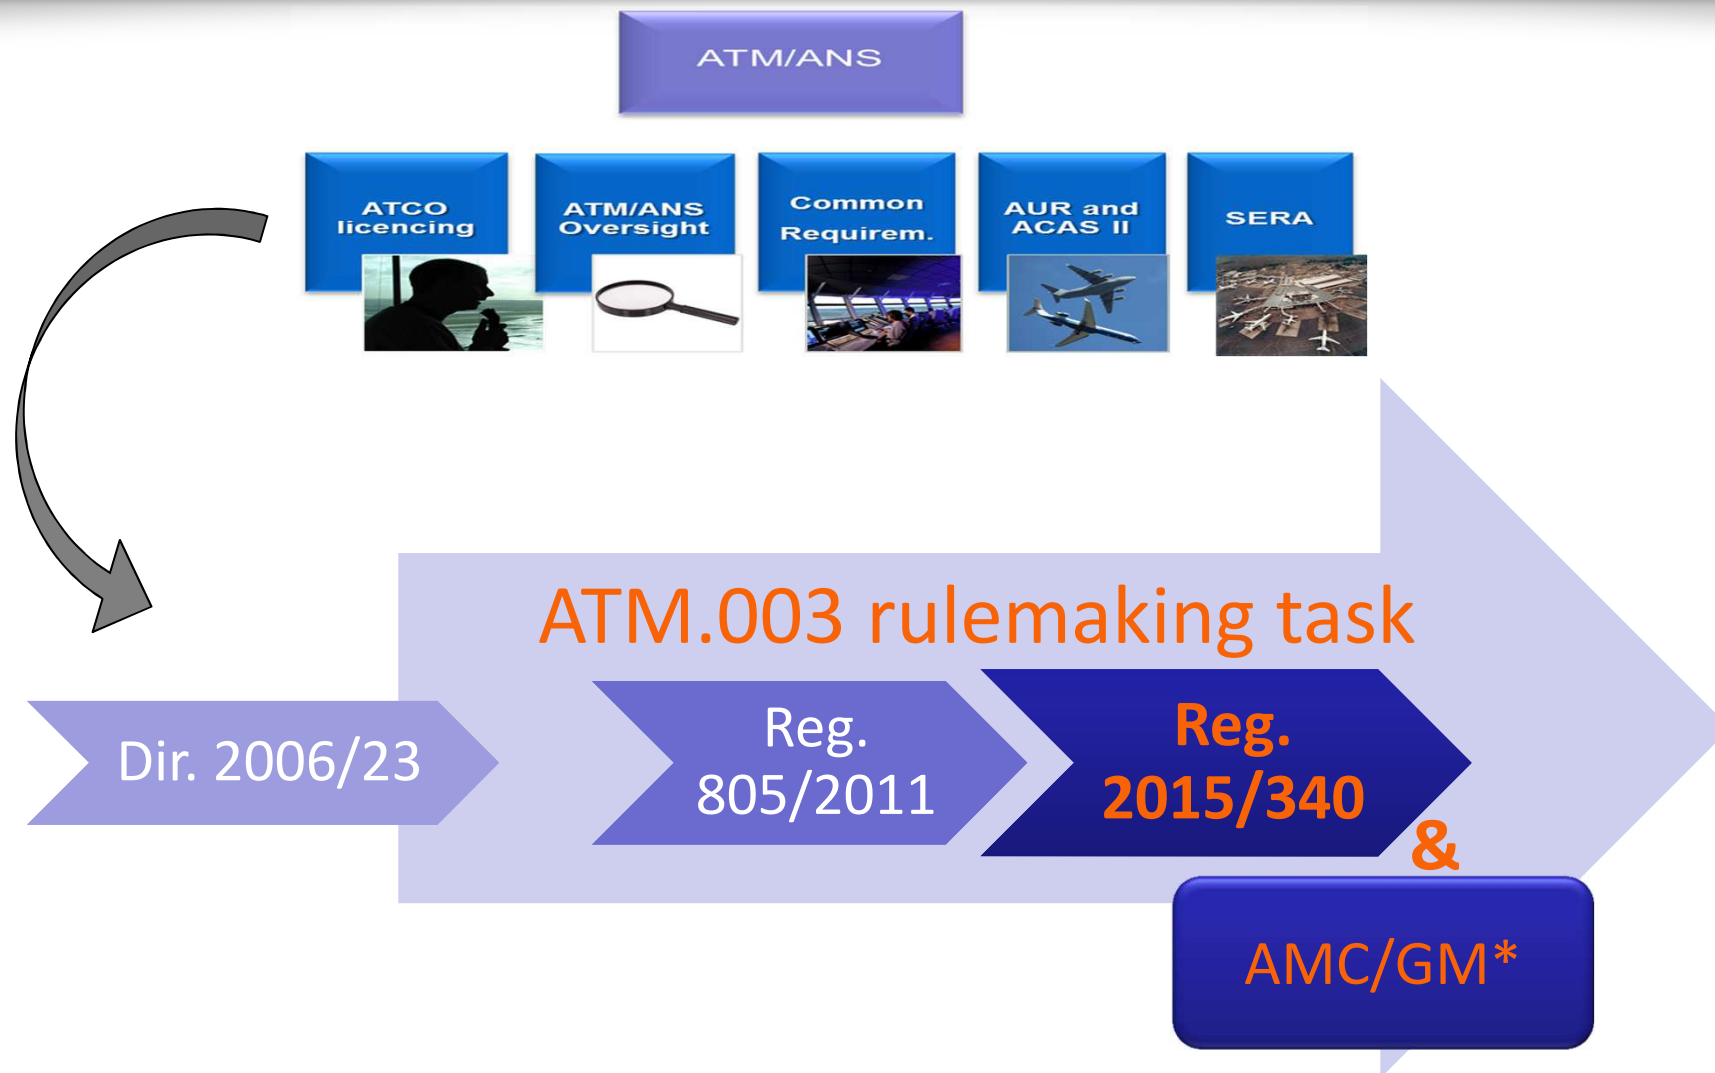 ATM/ANS
ATCO
licencing
ATM/ANS
Oversight
Common
Requirem.
AUR and
ACAS II
SERA
ATM.003 rulemaking task
Dir. 2006/23
Reg.
805/2011
Reg.
2015/340
&
AMC/GM*